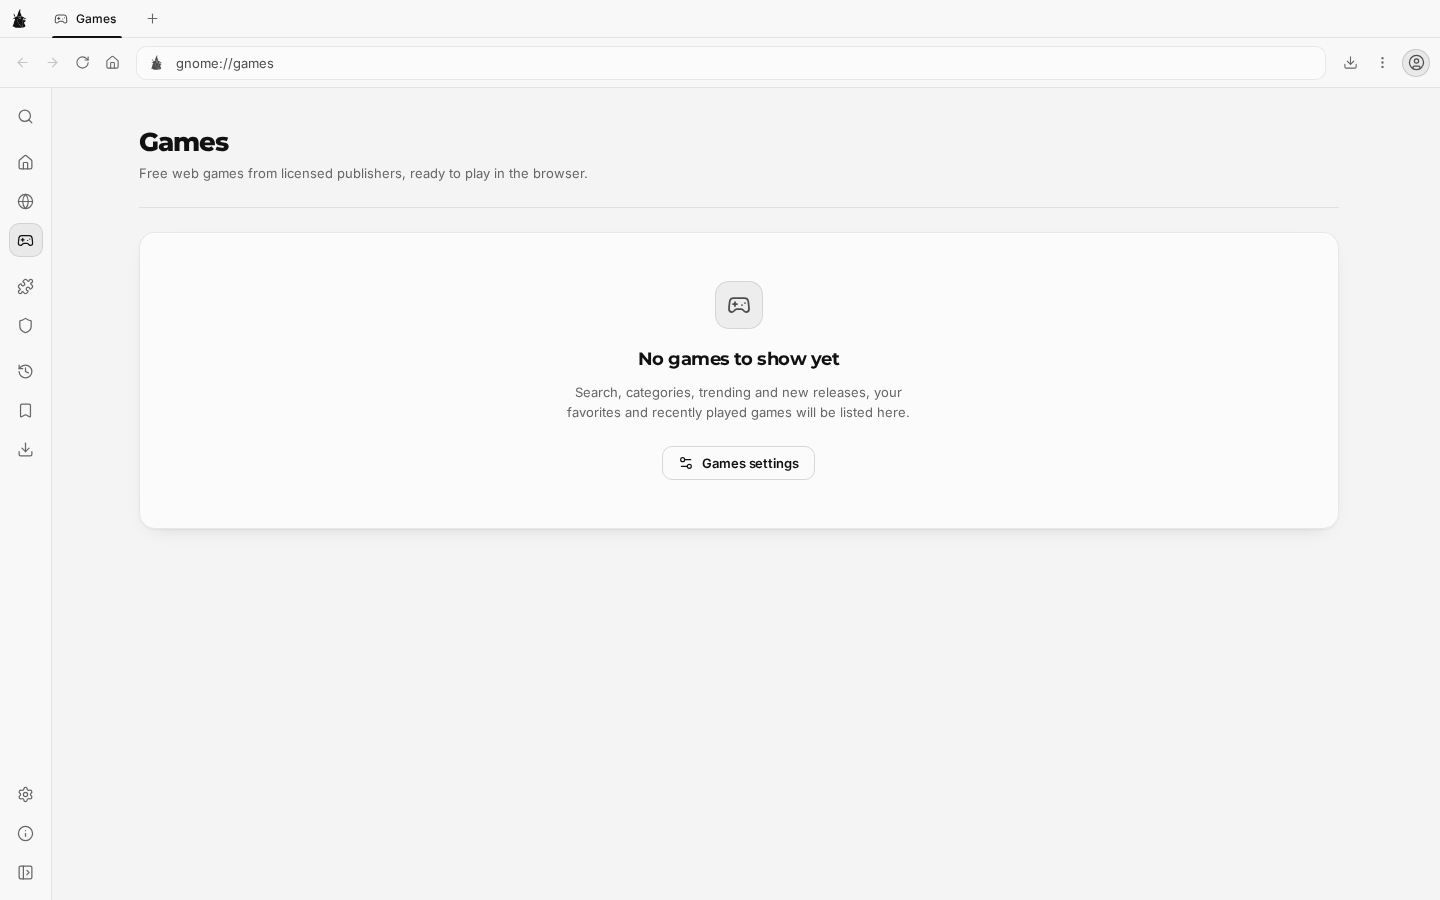 Games
gnome://games
Games
Free web games from licensed publishers, ready to play in the browser.
No games to show yet
Search, categories, trending and new releases, your
favorites and recently played games will be listed here.
Games settings